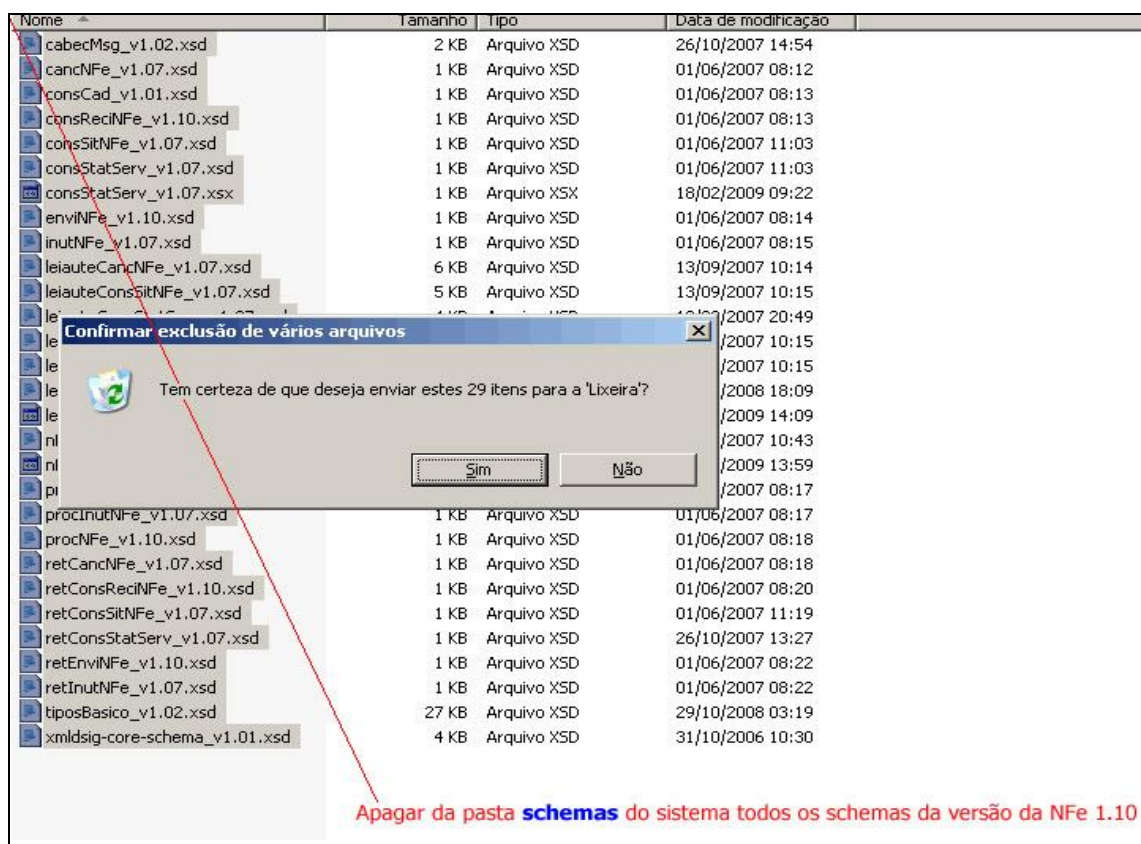 Nome Tamanho Tipo Data de modificação
cabecMsg_v1.02.xsd 2 KB Arquivo XSD 26/10/2007 14:54
cancNFe_v1.07.xsd 1 KB Arquivo XSD 01/06/2007 08:12
consCad_v1.01.xsd 1 KB Arquivo XSD 01/06/2007 08:13
consReciNFe_v1.10.xsd 1 KB Arquivo XSD 01/06/2007 08:13
consSitNFe_v1.07.xsd 1 KB Arquivo XSD 01/06/2007 11:03
consStatServ_v1.07.xsd 1 KB Arquivo XSD 01/06/2007 11:03
consStatServ_v1.07.xsx 1 KB Arquivo XSX 18/02/2009 09:22
enviNFe_v1.10.xsd 1 KB Arquivo XSD 01/06/2007 08:14
inutNFe_v1.07.xsd 1 KB Arquivo XSD 01/06/2007 08:15
leiauteCancNFe_v1.07.xsd 6 KB Arquivo XSD 13/09/2007 10:14
leiauteConsSitNFe_v1.07.xsd 5 KB Arquivo XSD 13/09/2007 10:15
/2007 20:49
le /2007 10:15
le /2007 10:15
le /2008 18:09
le /2009 14:09
/2007 10:43
/2009 13:59
/2007 08:17
Confirmar exclusão de vários arquivos
Tem certeza de que deseja enviar estes 29 itens para a 'Lixeira'?
Sim Não
procInutNFe_v1.07.xsd 1 KB Arquivo XSD 01/06/2007 08:17
procNFe_v1.10.xsd 1 KB Arquivo XSD 01/06/2007 08:18
retCancNFe_v1.07.xsd 1 KB Arquivo XSD 01/06/2007 08:18
retConsReciNFe_v1.10.xsd 1 KB Arquivo XSD 01/06/2007 08:20
retConsSitNFe_v1.07.xsd 1 KB Arquivo XSD 01/06/2007 11:19
retConsStatServ_v1.07.xsd 1 KB Arquivo XSD 26/10/2007 13:27
retEnviNFe_v1.10.xsd 1 KB Arquivo XSD 01/06/2007 08:22
retInutNFe_v1.07.xsd 1 KB Arquivo XSD 01/06/2007 08:22
tiposBasico_v1.02.xsd 27 KB Arquivo XSD 29/10/2008 03:19
xmldsig-core-schema_v1.01.xsd 4 KB Arquivo XSD 31/10/2006 10:30
Apagar da pasta schemas do sistema todos os schemas da versão da NFe 1.10